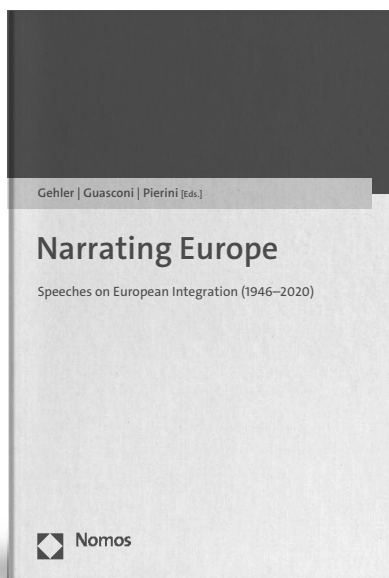 Gehler | Guasconi | Pierini [Eds.]
Narrating Europe
Speeches on European Integration (1946–2020)
Nomos